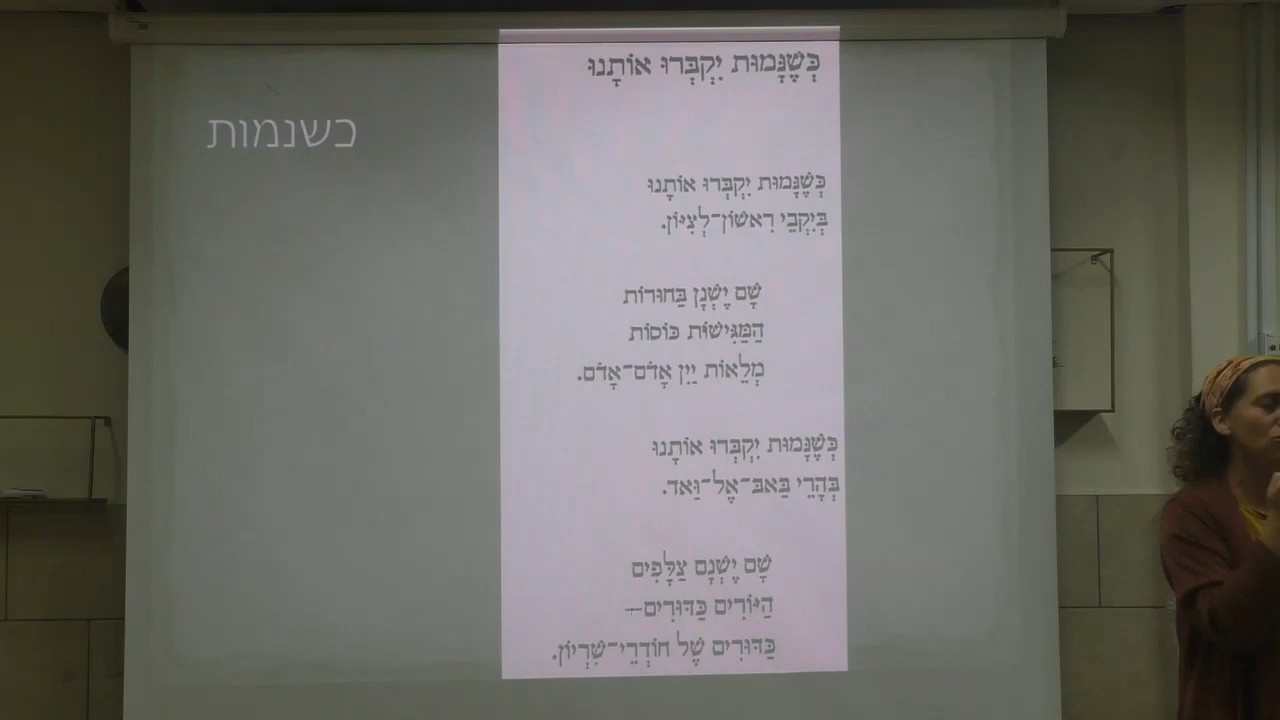 כְּשֶׁנָּמוּת יִקְבְּרוּ אוֹתָנוּ
כשנמות
כְּשֶׁנָּמוּת יִקְבְּרוּ אוֹתָנוּ
בְּיִקְבֵי רִאשׁוֹן־לְצִיּוֹן.
שָׁם יֶשְׁנָן בַּחוּרוֹת
הַמַּגִּישׁוֹת כּוֹסוֹת
מְלֵאוֹת יַיִן אָדֹם־אָדֹם.
כְּשֶׁנָּמוּת יִקְבְּרוּ אוֹתָנוּ
בְּהָרֵי בַּאבּ־אֶל־וַּאד.
שָׁם יֶשְׁנָם צַלָּפִים
הַיּוֹרִים כַּדּוּרִים—
כַּדּוּרִים שֶׁל חוֹדְרֵי־שִׁרְיוֹן.